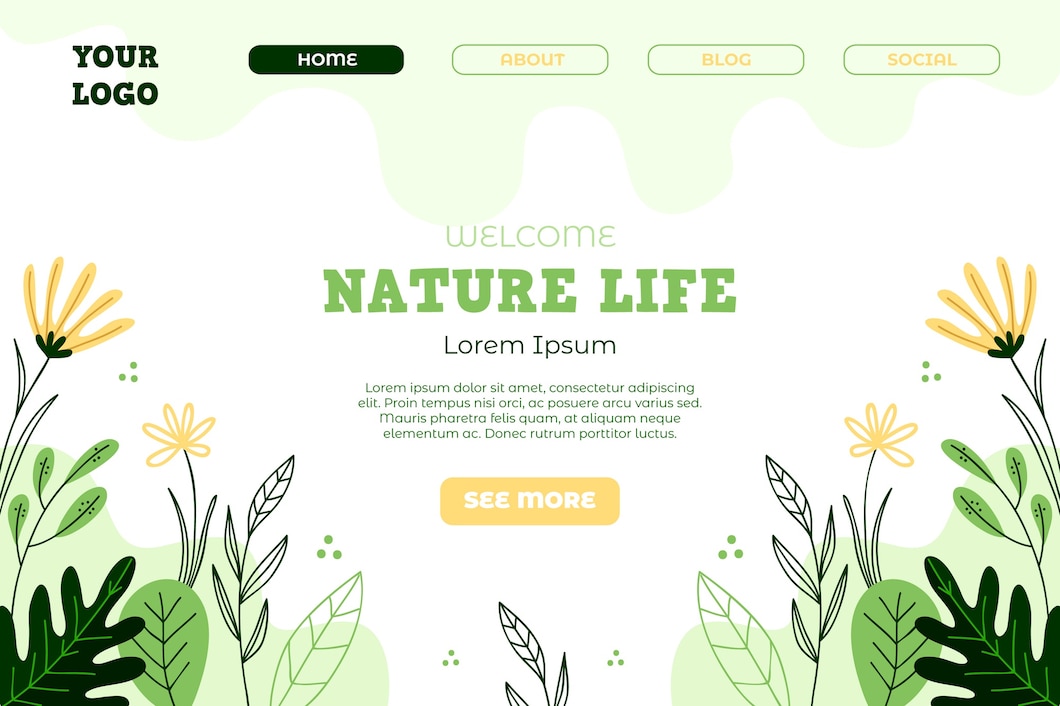 YOUR
LOGO
HOME
ABOUT
BLOG
SOCIAL
WELCOME
NATURE LIFE
Lorem Ipsum
Lorem ipsum dolor sit amet, consectetur adipiscing
elit. Proin tempus nisi orci, ac posuere arcu varius sed.
Mauris pharetra felis quam, at aliquam neque
elementum ac. Donec rutrum porttitor luctus.
SEE MORE